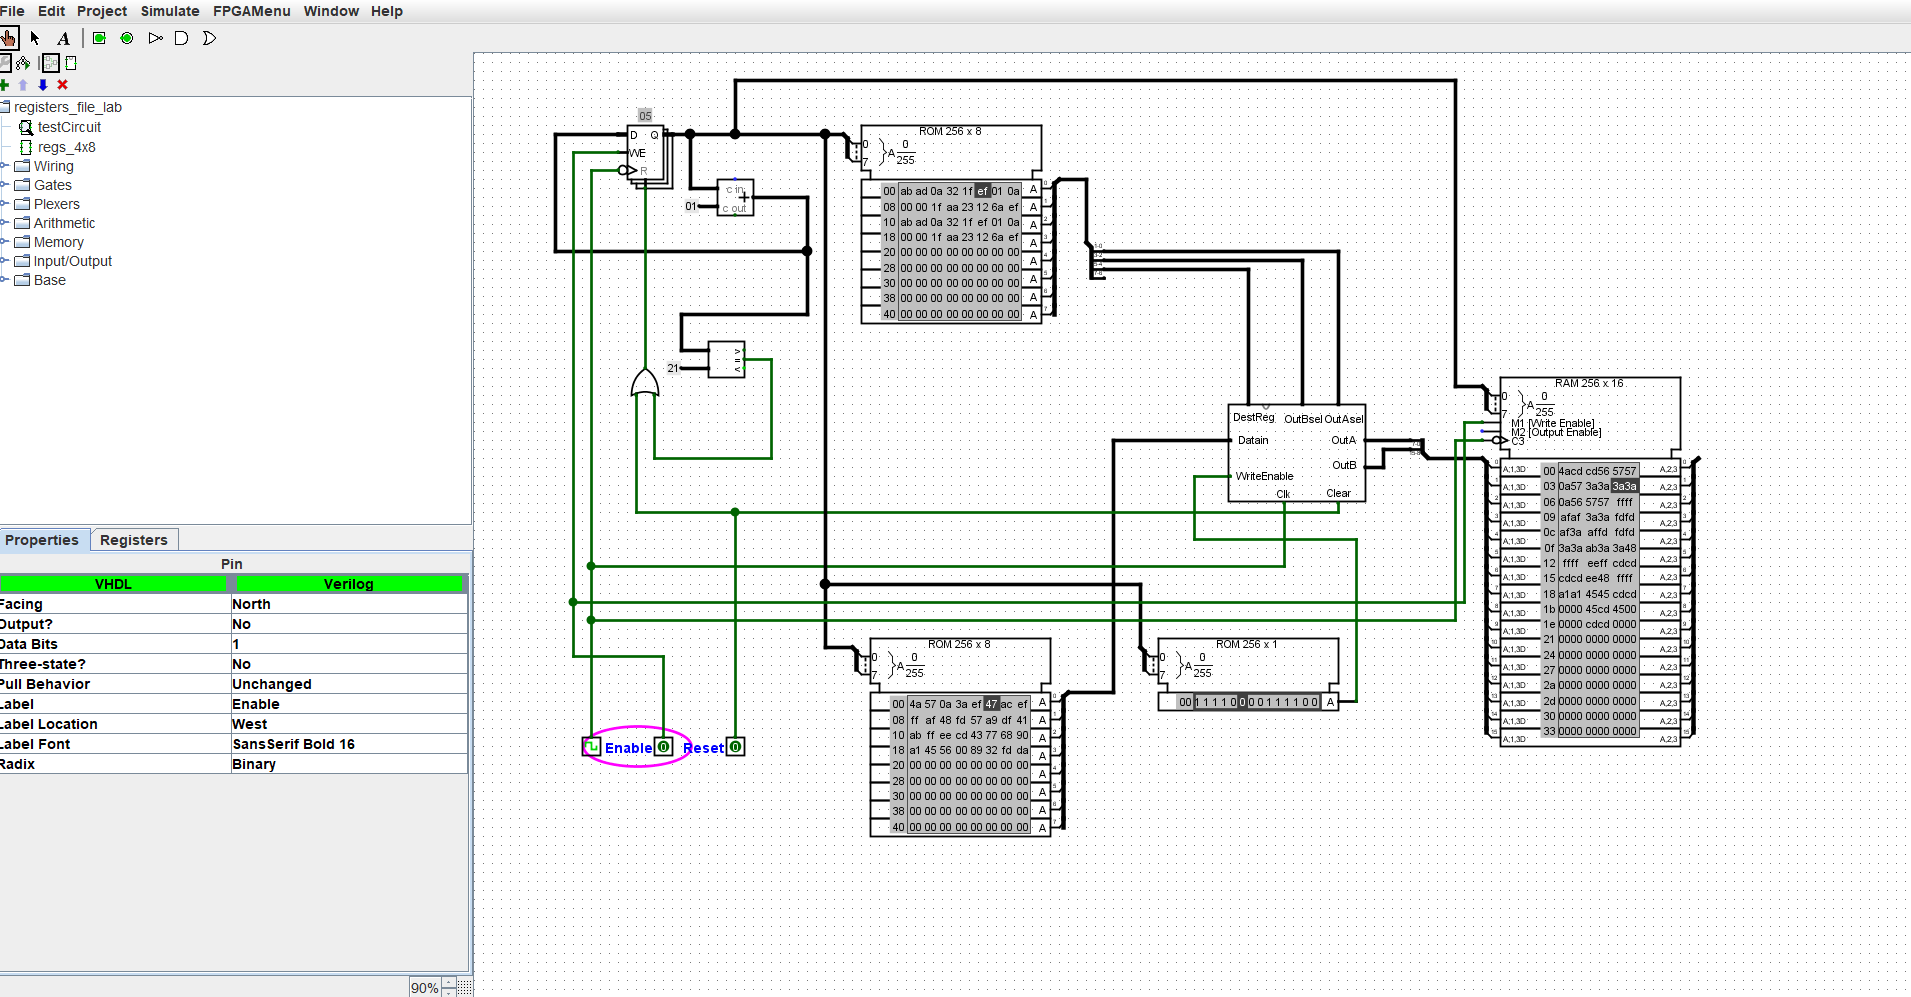 File Edit Project Simulate FPGAMenu Window Help
A
registers_file_lab
testCircuit
regs_4x8
Wiring
Gates
Plexers
Arithmetic
Memory
Input/Output
Base
Properties Registers
Pin
VHDL Verilog
Facing North
Output? No
Data Bits 1
Three-state? No
Pull Behavior Unchanged
Label Enable
Label Location West
Label Font SansSerif Bold 16
Radix Binary
90%
05
D Q
WE
R
c in
+
c out
01
21
>
=
<
ROM 256 x 8
0
7
A 0
255
00 ab ad 0a 32 1f ef 01 0a A
08 00 00 1f aa 23 12 6a ef A
10 ab ad 0a 32 1f ef 01 0a A
18 00 00 1f aa 23 12 6a ef A
20 00 00 00 00 00 00 00 00 A
28 00 00 00 00 00 00 00 00 A
30 00 00 00 00 00 00 00 00 A
38 00 00 00 00 00 00 00 00 A
40 00 00 00 00 00 00 00 00 A
DestReg OutBsel OutAsel
Datain OutA
OutB
WriteEnable
Clk Clear
RAM 256 x 16
0
7
A 0
255
M1 [Write Enable]
M2 [Output Enable]
C3
00 4acd cd56 5757
03 0a57 3a3a 3a3a
06 0a56 5757 ffff
09 afaf 3a3a fdfd
0c af3a affd fdfd
0f 3a3a ab3a 3a48
12 ffff eeff cdcd
15 cdcd ee48 ffff
18 a1a1 4545 cdcd
1b 0000 45cd 4500
1e 0000 cdcd 0000
21 0000 0000 0000
24 0000 0000 0000
27 0000 0000 0000
2a 0000 0000 0000
2d 0000 0000 0000
30 0000 0000 0000
33 0000 0000 0000
ROM 256 x 8
0
7
A 0
255
00 4a 57 0a 3a ef 47 ac ef A
08 ff af 48 fd 57 a9 df 41 A
10 ab ff ee cd 43 77 68 90 A
18 a1 45 56 00 89 32 fd da A
20 00 00 00 00 00 00 00 00 A
28 00 00 00 00 00 00 00 00 A
30 00 00 00 00 00 00 00 00 A
38 00 00 00 00 00 00 00 00 A
40 00 00 00 00 00 00 00 00 A
ROM 256 x 1
0
7
A 0
255
00 1 1 1 1 0 0 0 0 1 1 1 1 0 0 A
Enable 0 Reset 0